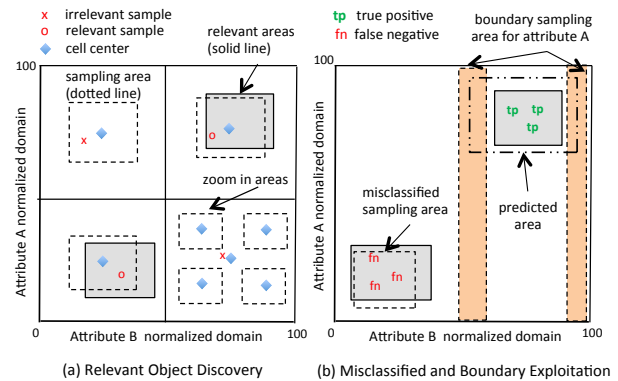 x irrelevant sample
o relevant sample
cell center
relevant areas
(solid line)
100
sampling area
(dotted line)
x
o
zoom in areas
x
o
Attribute A normalized domain
0
Attribute B normalized domain
100
(a) Relevant Object Discovery
tp true positive
fn false negative
boundary sampling
area for attribute A
100
tp tp
tp
misclassified
sampling area
predicted
area
fn
fn
fn
Attribute A normalized domain
0
Attribute B normalized domain
100
(b) Misclassified and Boundary Exploitation